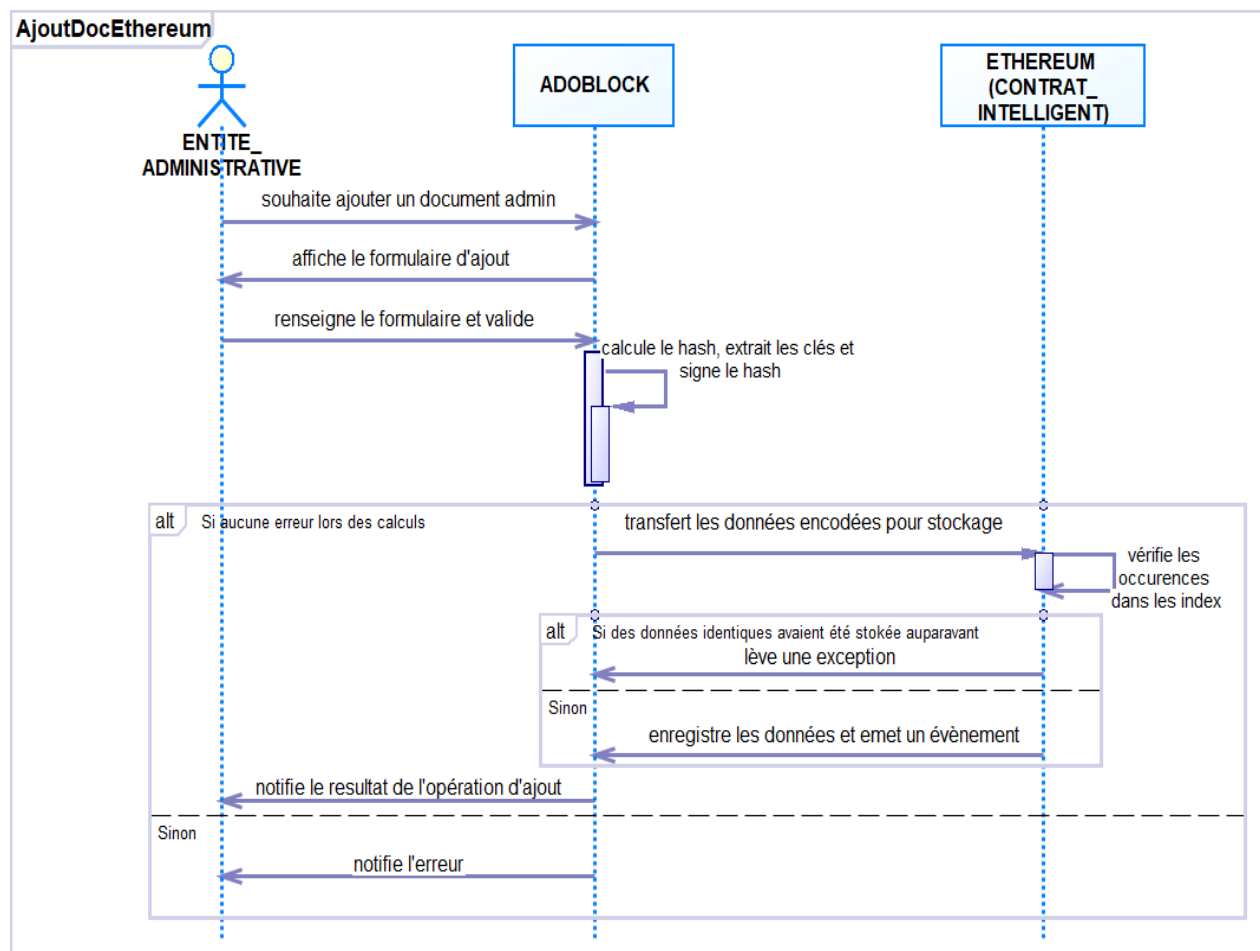 AjoutDocEthereum
ENTITE_
ADMINISTRATIVE
ADOBLOCK
ETHEREUM
(CONTRAT_
INTELLIGENT)
souhaite ajouter un document admin
affiche le formulaire d'ajout
renseigne le formulaire et valide
calcule le hash, extrait les clés et
signe le hash
alt
Si aucune erreur lors des calculs
transfert les données encodées pour stockage
vérifie les
occurences
dans les index
alt
Si des données identiques avaient été stokée auparavant
lève une exception
Sinon
enregistre les données et emet un évènement
notifie le resultat de l'opération d'ajout
Sinon
notifie l'erreur